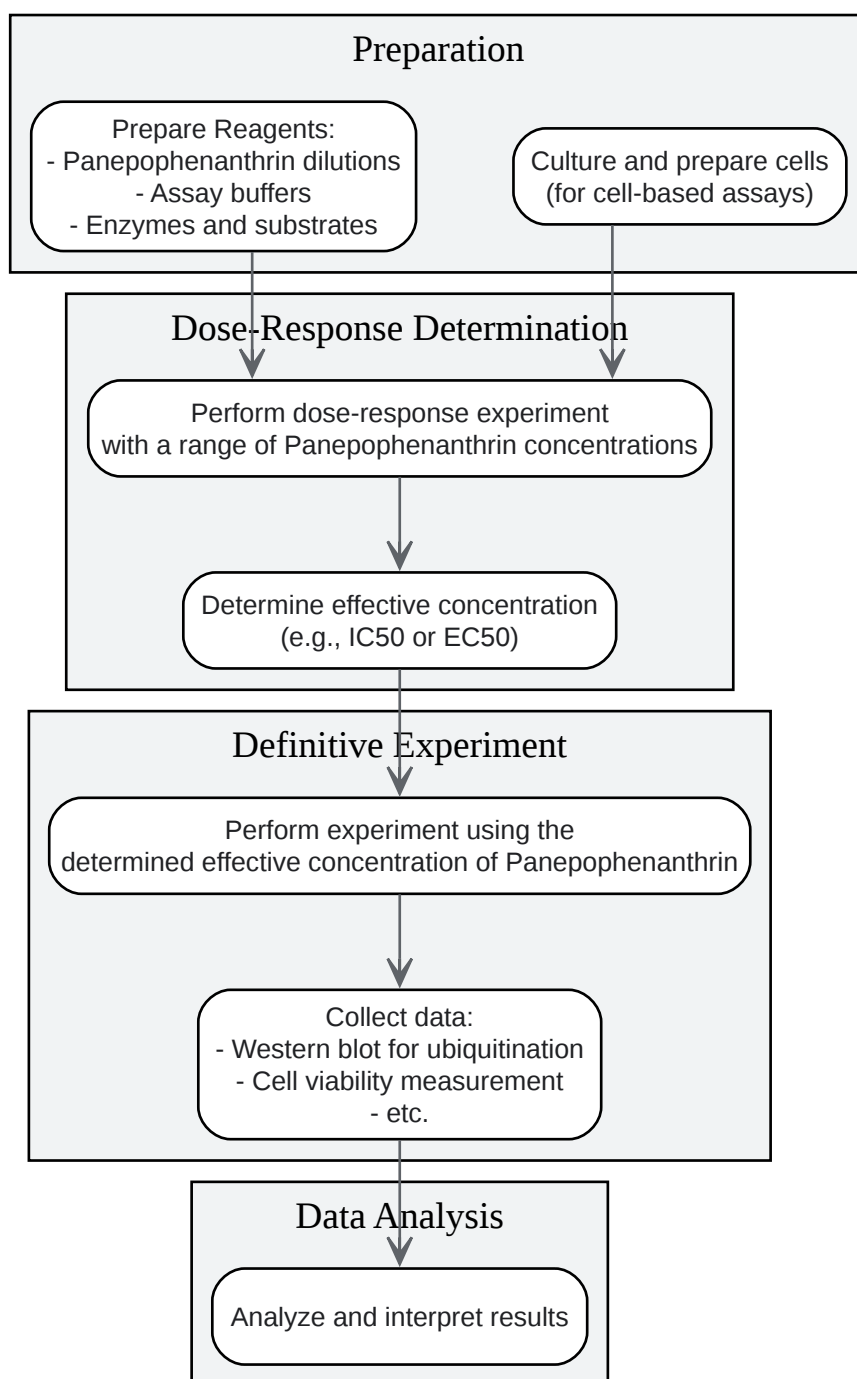 Preparation
Prepare Reagents:
- Panepophenanthrin dilutions
- Assay buffers
- Enzymes and substrates
Culture and prepare cells
(for cell-based assays)
Dose-Response Determination
Perform dose-response experiment
with a range of Panepophenanthrin concentrations
Determine effective concentration
(e.g., IC50 or EC50)
Definitive Experiment
Perform experiment using the
determined effective concentration of Panepophenanthrin
Collect data:
- Western blot for ubiquitination
- Cell viability measurement
- etc.
Data Analysis
Analyze and interpret results